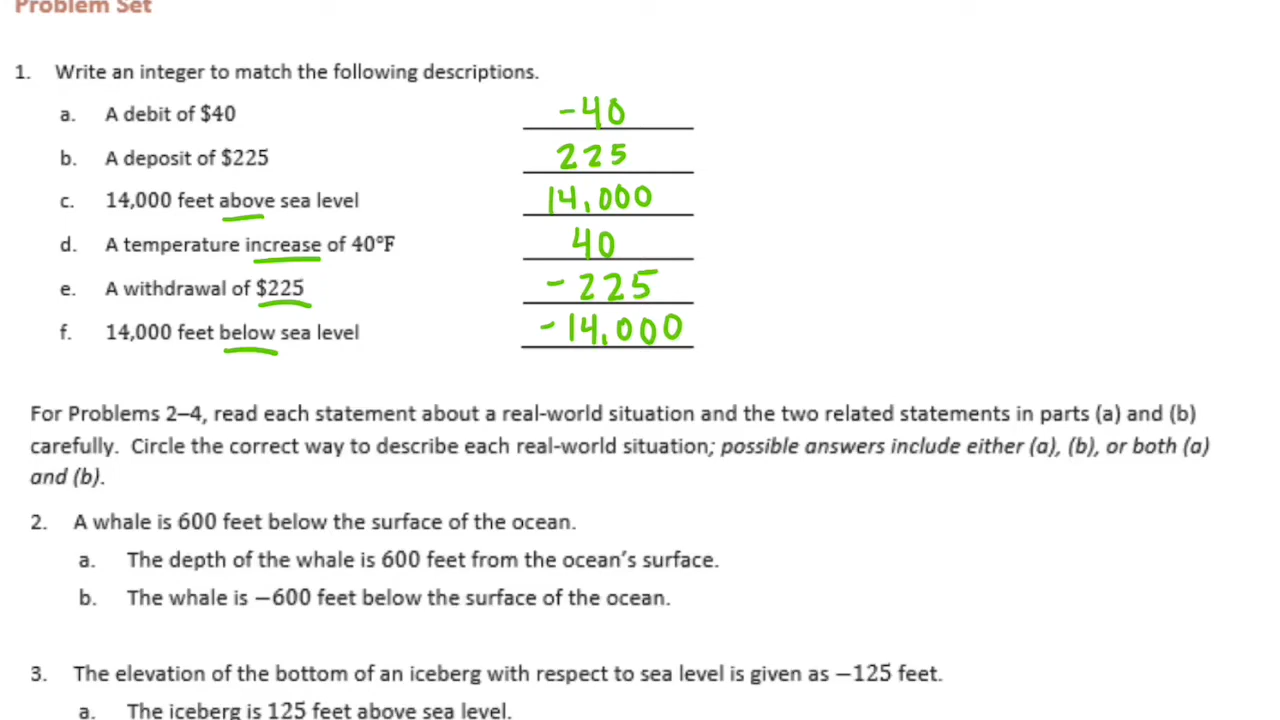 Problem Set
1. Write an integer to match the following descriptions.
a. A debit of $40 -40
b. A deposit of $225 225
c. 14,000 feet above sea level 14,000
d. A temperature increase of 40°F 40
e. A withdrawal of $225 -225
f. 14,000 feet below sea level -14,000
For Problems 2–4, read each statement about a real-world situation and the two related statements in parts (a) and (b)
carefully. Circle the correct way to describe each real-world situation; possible answers include either (a), (b), or both (a)
and (b).
2. A whale is 600 feet below the surface of the ocean.
a. The depth of the whale is 600 feet from the ocean's surface.
b. The whale is −600 feet below the surface of the ocean.
3. The elevation of the bottom of an iceberg with respect to sea level is given as −125 feet.
a. The iceberg is 125 feet above sea level.